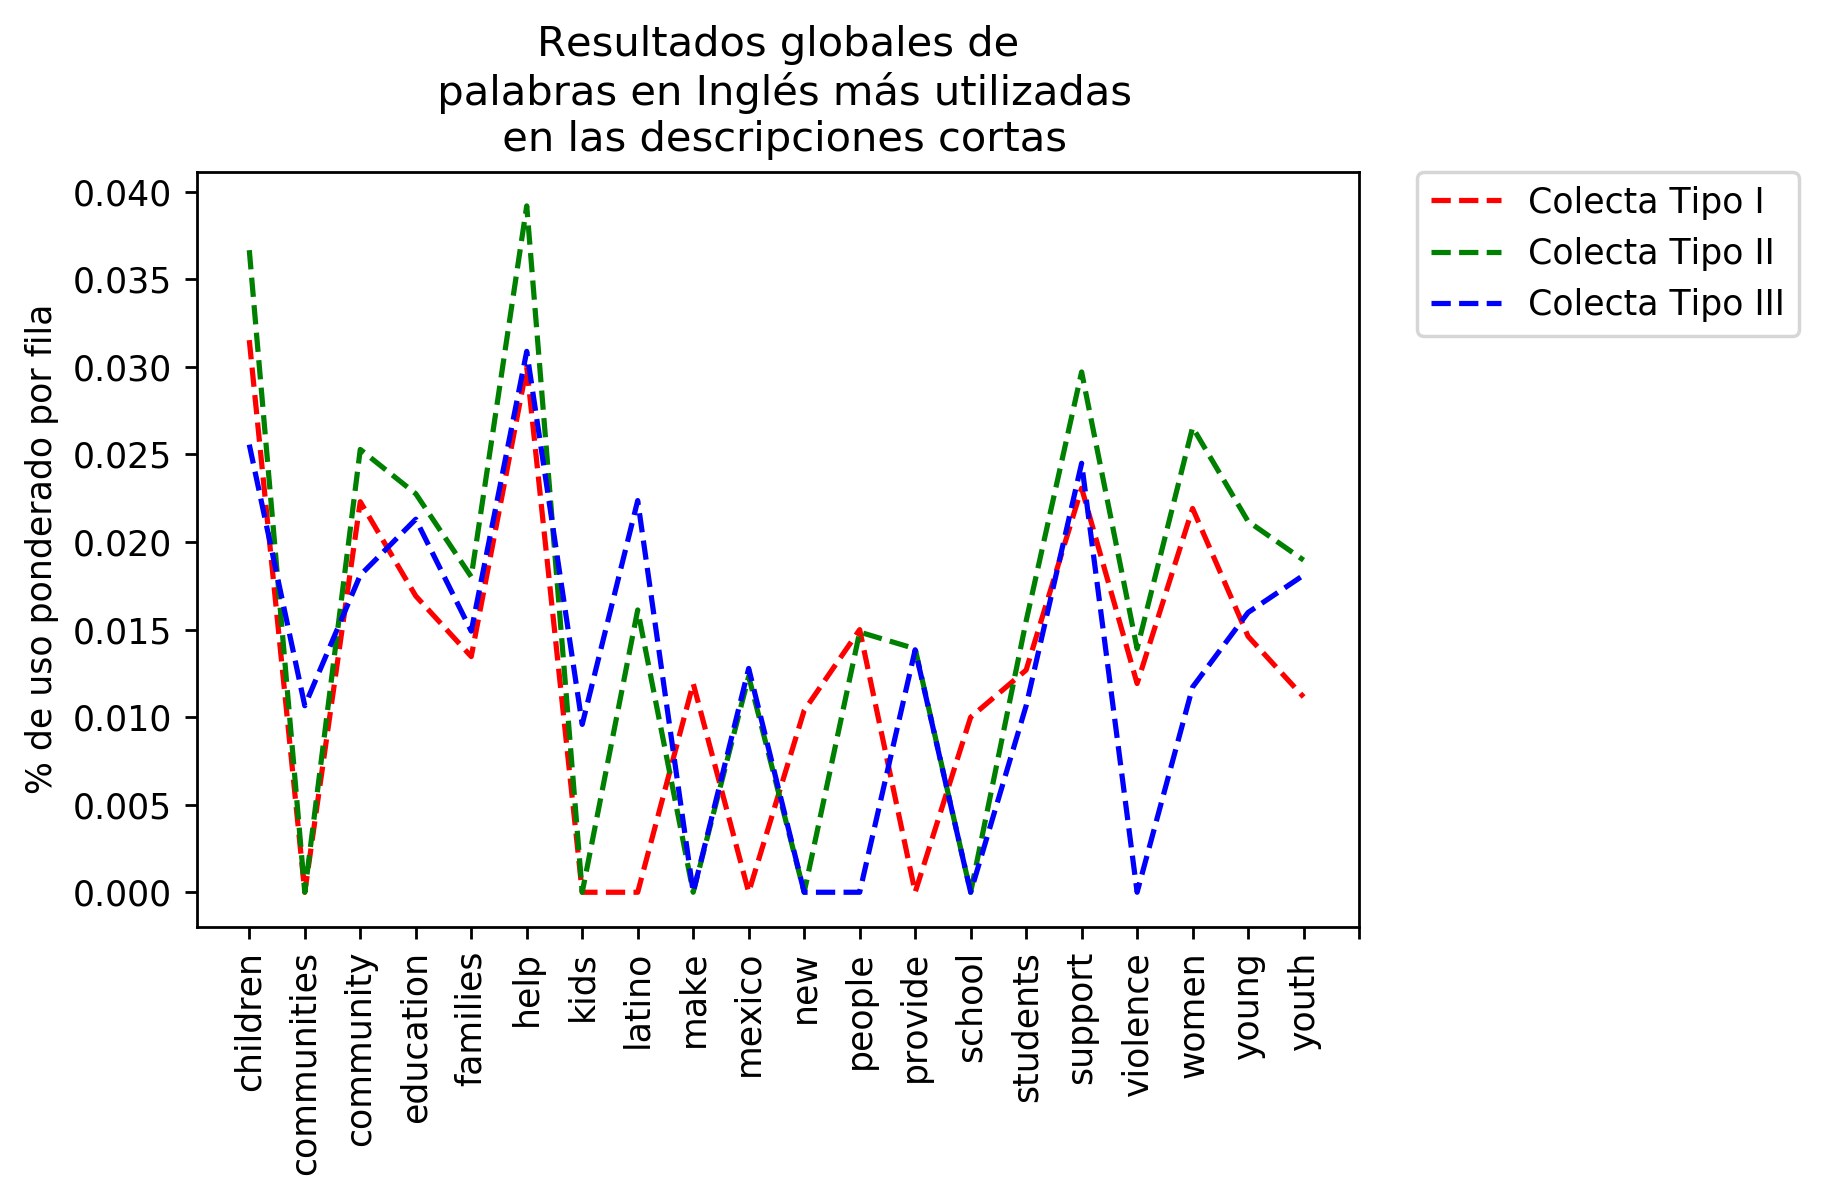 Resultados globales de
palabras en Inglés más utilizadas
en las descripciones cortas
% de uso ponderado por fila
0.040
0.035
0.030
0.025
0.020
0.015
0.010
0.005
0.000
children
communities
community
education
families
help
kids
latino
make
mexico
new
people
provide
school
students
support
violence
women
young
youth
Colecta Tipo I
Colecta Tipo II
Colecta Tipo III